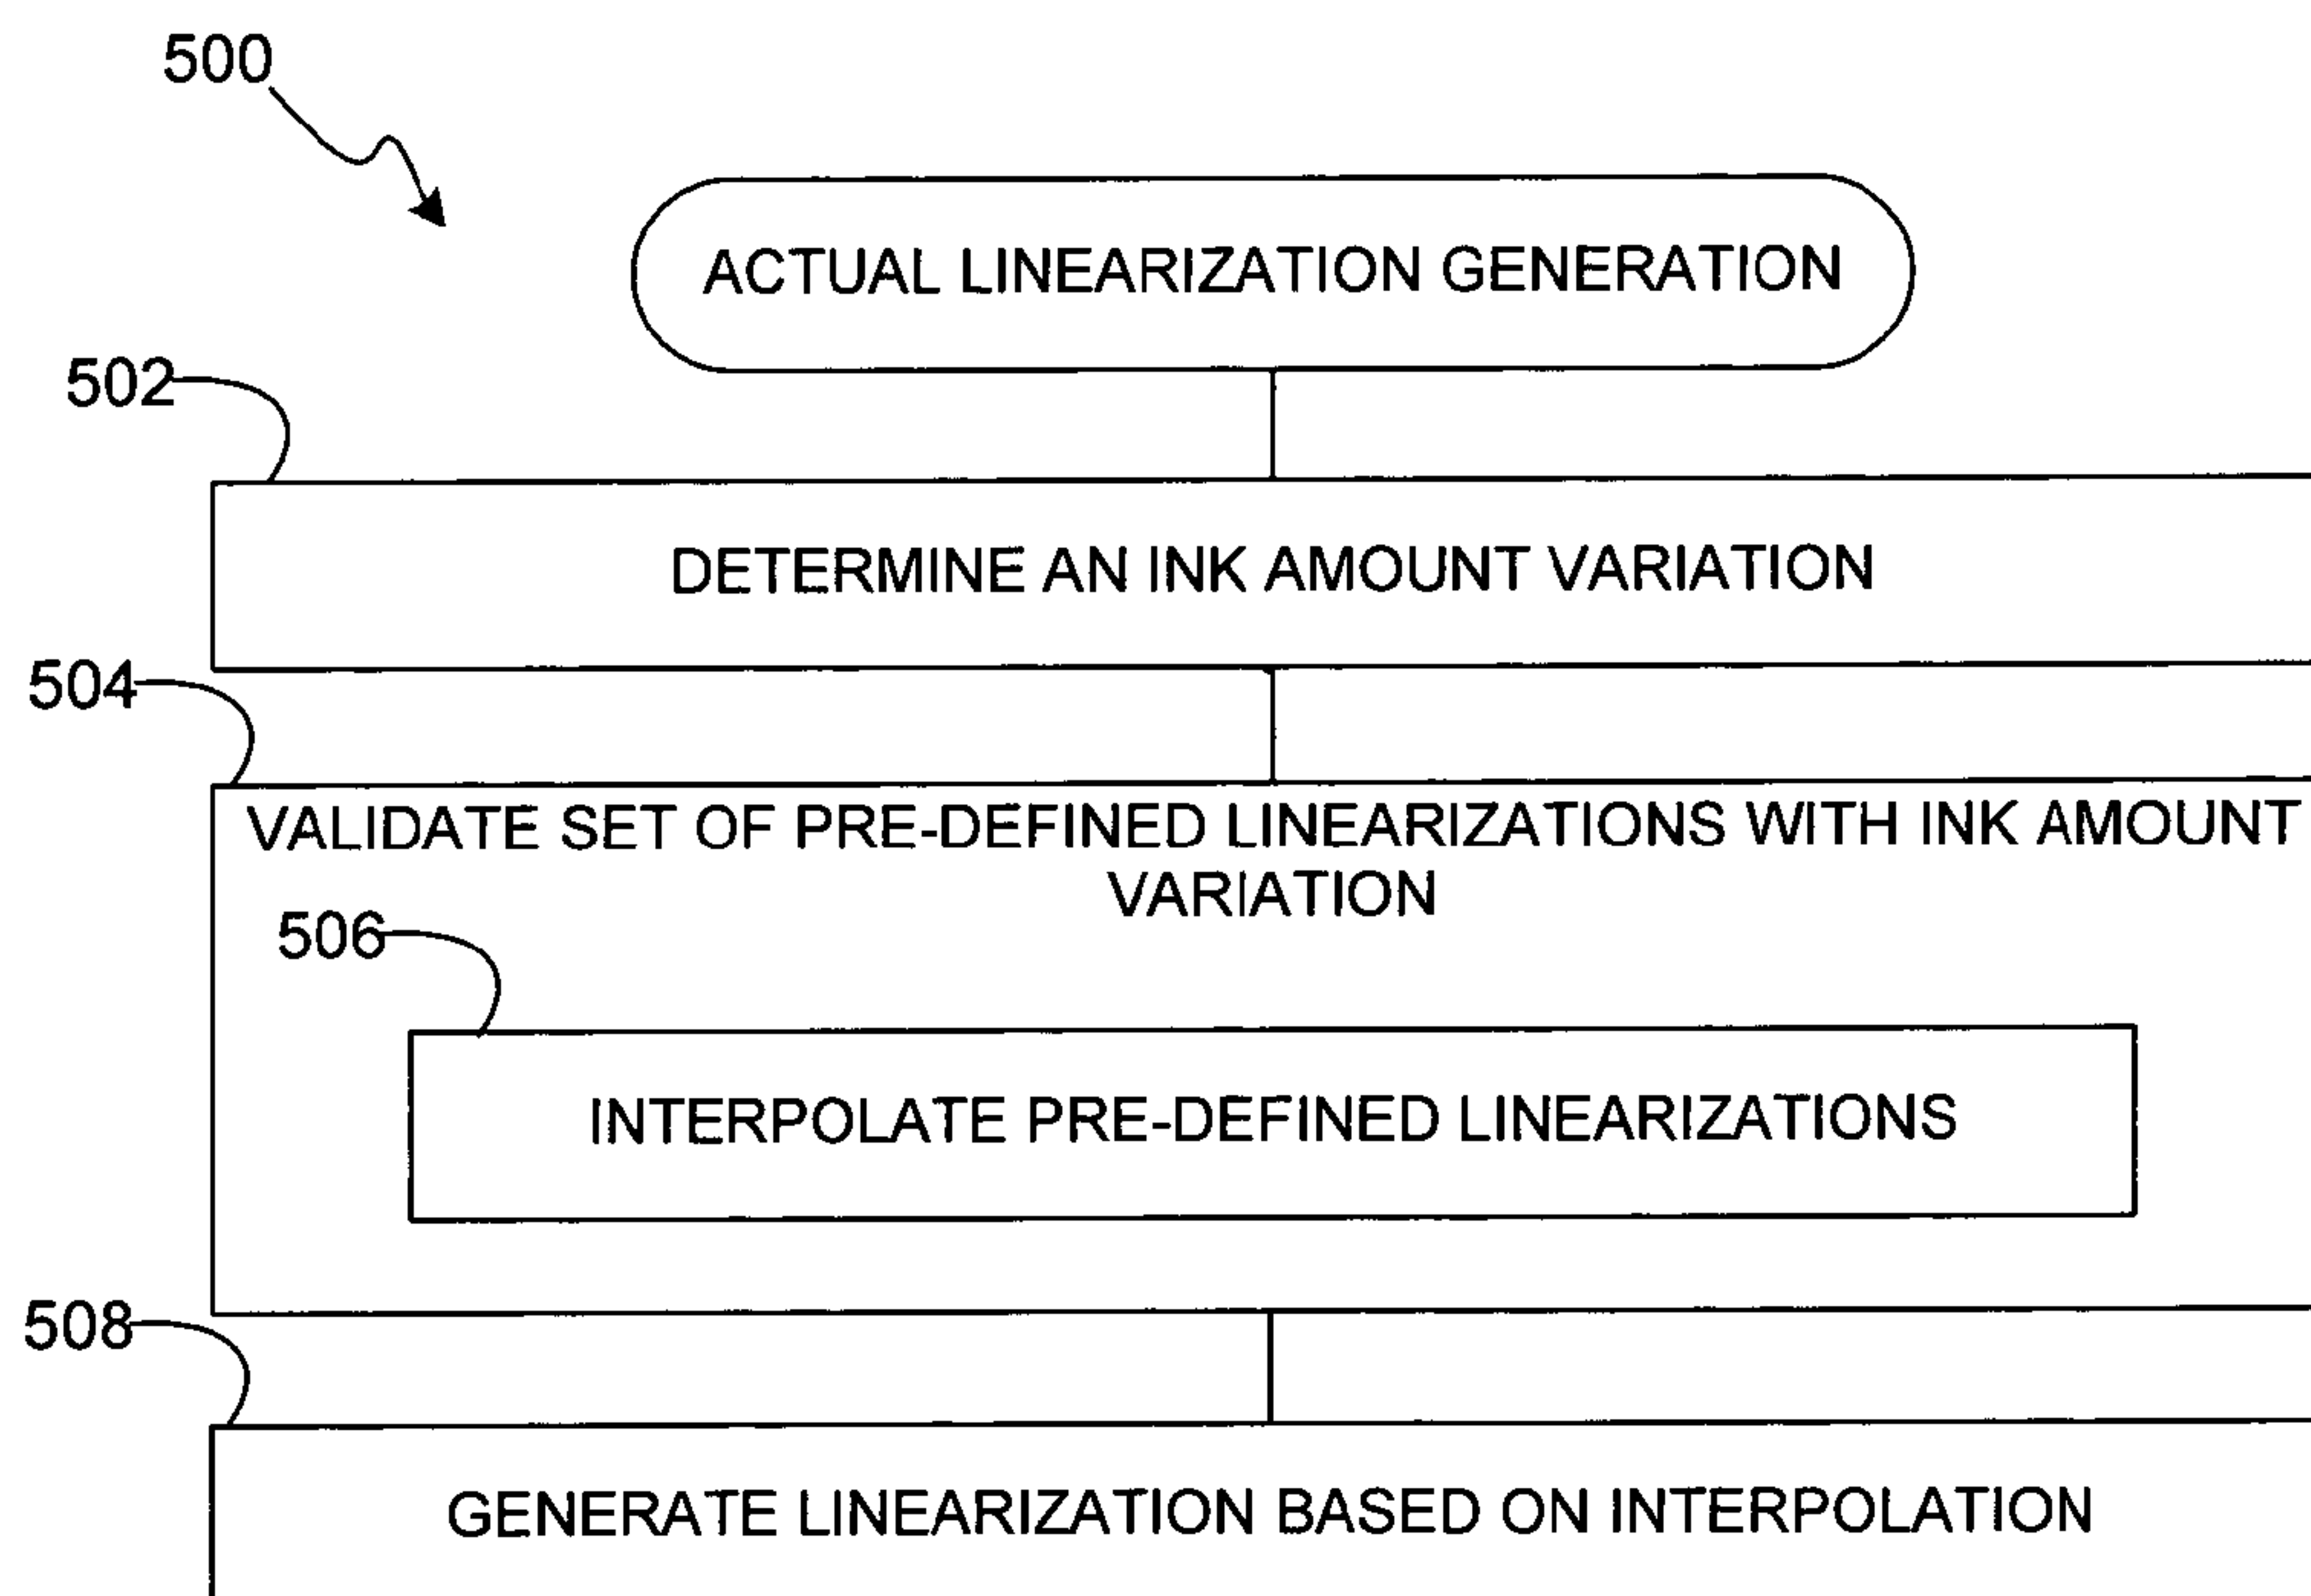 500
ACTUAL LINEARIZATION GENERATION
502
DETERMINE AN INK AMOUNT VARIATION
504
VALIDATE SET OF PRE-DEFINED LINEARIZATIONS WITH INK AMOUNT
VARIATION
506
INTERPOLATE PRE-DEFINED LINEARIZATIONS
508
GENERATE LINEARIZATION BASED ON INTERPOLATION